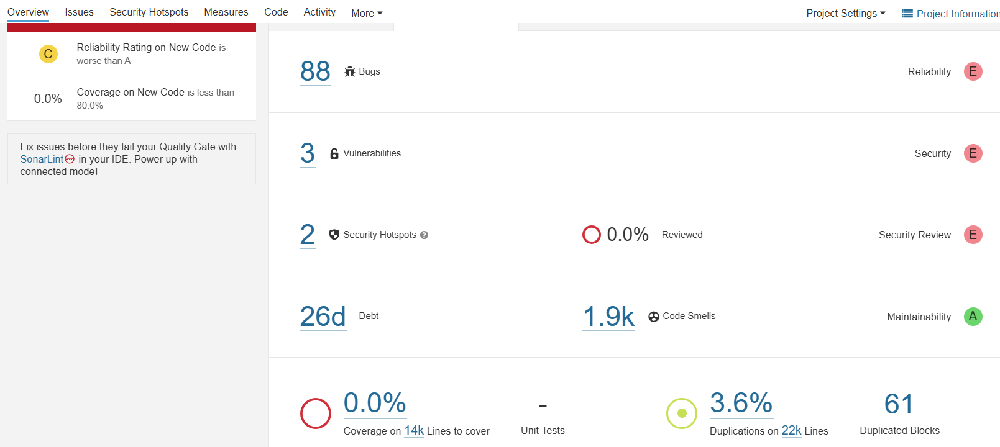 Overview Issues Security Hotspots Measures Code Activity More Project Settings Project Information
C Reliability Rating on New Code is
worse than A
0.0% Coverage on New Code is less than
80.0%
Fix issues before they fail your Quality Gate with
SonarLint in your IDE. Power up with
connected mode!
88 Bugs Reliability E
3 Vulnerabilities Security E
2 Security Hotspots ? 0.0% Reviewed Security Review E
26d Debt 1.9k Code Smells Maintainability A
0.0% - 3.6% 61
Coverage on 14k Lines to cover Unit Tests Duplications on 22k Lines Duplicated Blocks